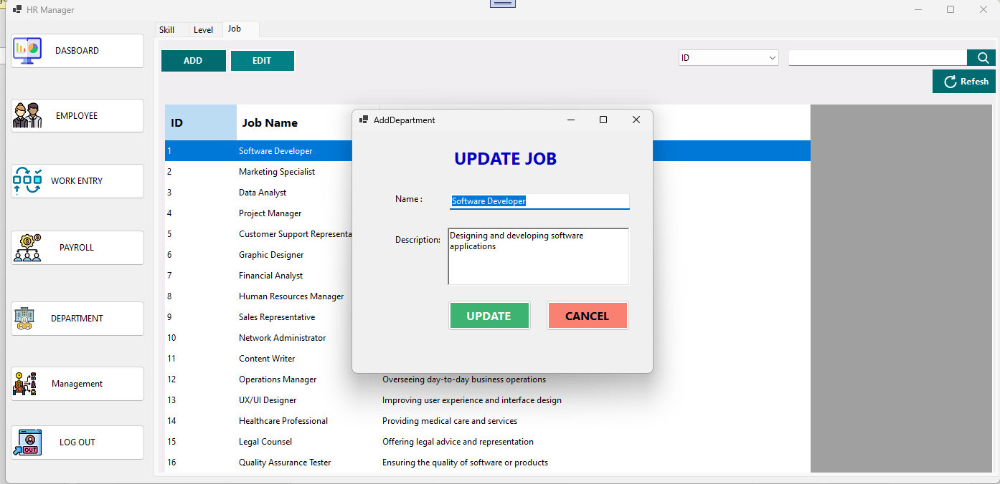 HR Manager
DASBOARD
EMPLOYEE
WORK ENTRY
PAYROLL
DEPARTMENT
Management
OUT
LOG OUT
Skill Level Job
ADD EDIT
ID
Refesh
ID Job Name
1 Software Developer
2 Marketing Specialist
3 Data Analyst
4 Project Manager
5 Customer Support Representa
6 Graphic Designer
7 Financial Analyst
8 Human Resources Manager
9 Sales Representative
10 Network Administrator
11 Content Writer
12 Operations Manager Overseeing day-to-day business operations
13 UX/UI Designer Improving user experience and interface design
14 Healthcare Professional Providing medical care and services
15 Legal Counsel Offering legal advice and representation
16 Quality Assurance Tester Ensuring the quality of software or products
AddDepartment
UPDATE JOB
Name : Software Developer
Description: Designing and developing software
applications
UPDATE CANCEL